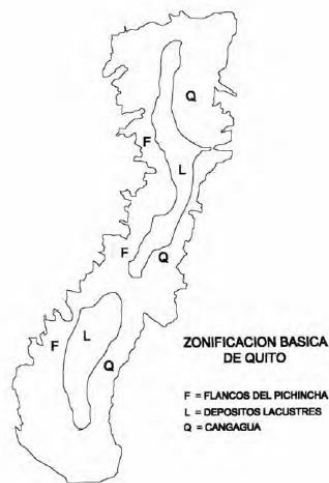 Q
F
L
F
Q
L
F
Q
ZONIFICACION BASICA
DE QUITO
F = FLANCOS DEL PICHINCHA
L = DEPOSITOS LACUSTRES
Q = CANGAGUA